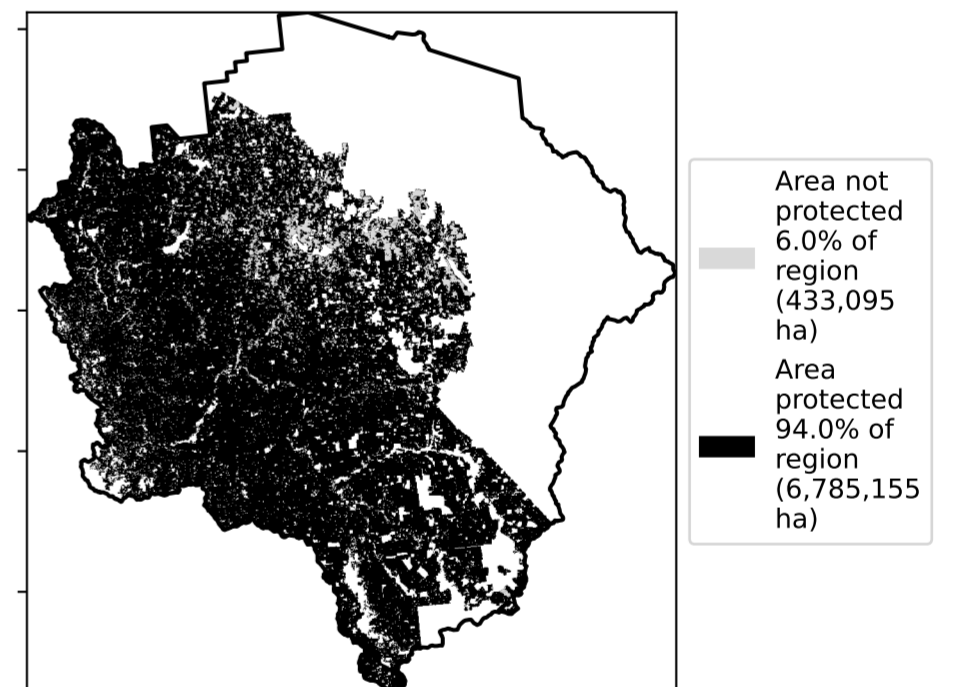 Area not
protected
6.0% of
region
(433,095
ha)
Area
protected
94.0% of
region
(6,785,155
ha)